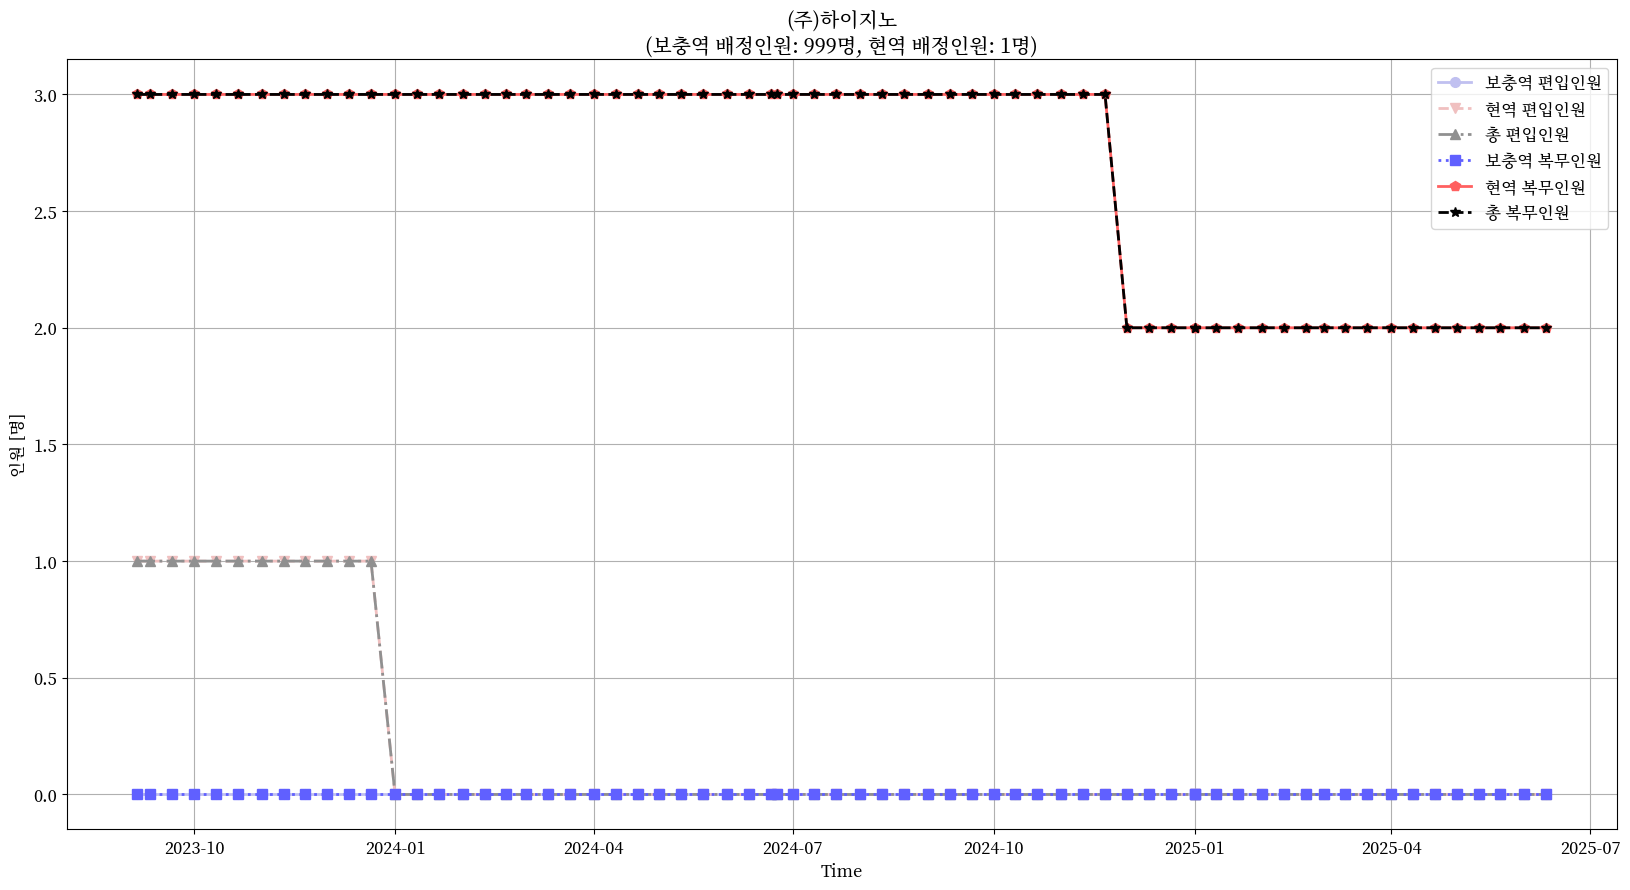 (주)하이지노
(보충역 배정인원: 999명, 현역 배정인원: 1명)
3.0
2.5
2.0
1.5
1.0
0.5
0.0
인원 [명]
보충역 편입인원
현역 편입인원
총 편입인원
보충역 복무인원
현역 복무인원
총 복무인원
2023-10
2024-01
2024-04
2024-07
2024-10
2025-01
2025-04
2025-07
Time